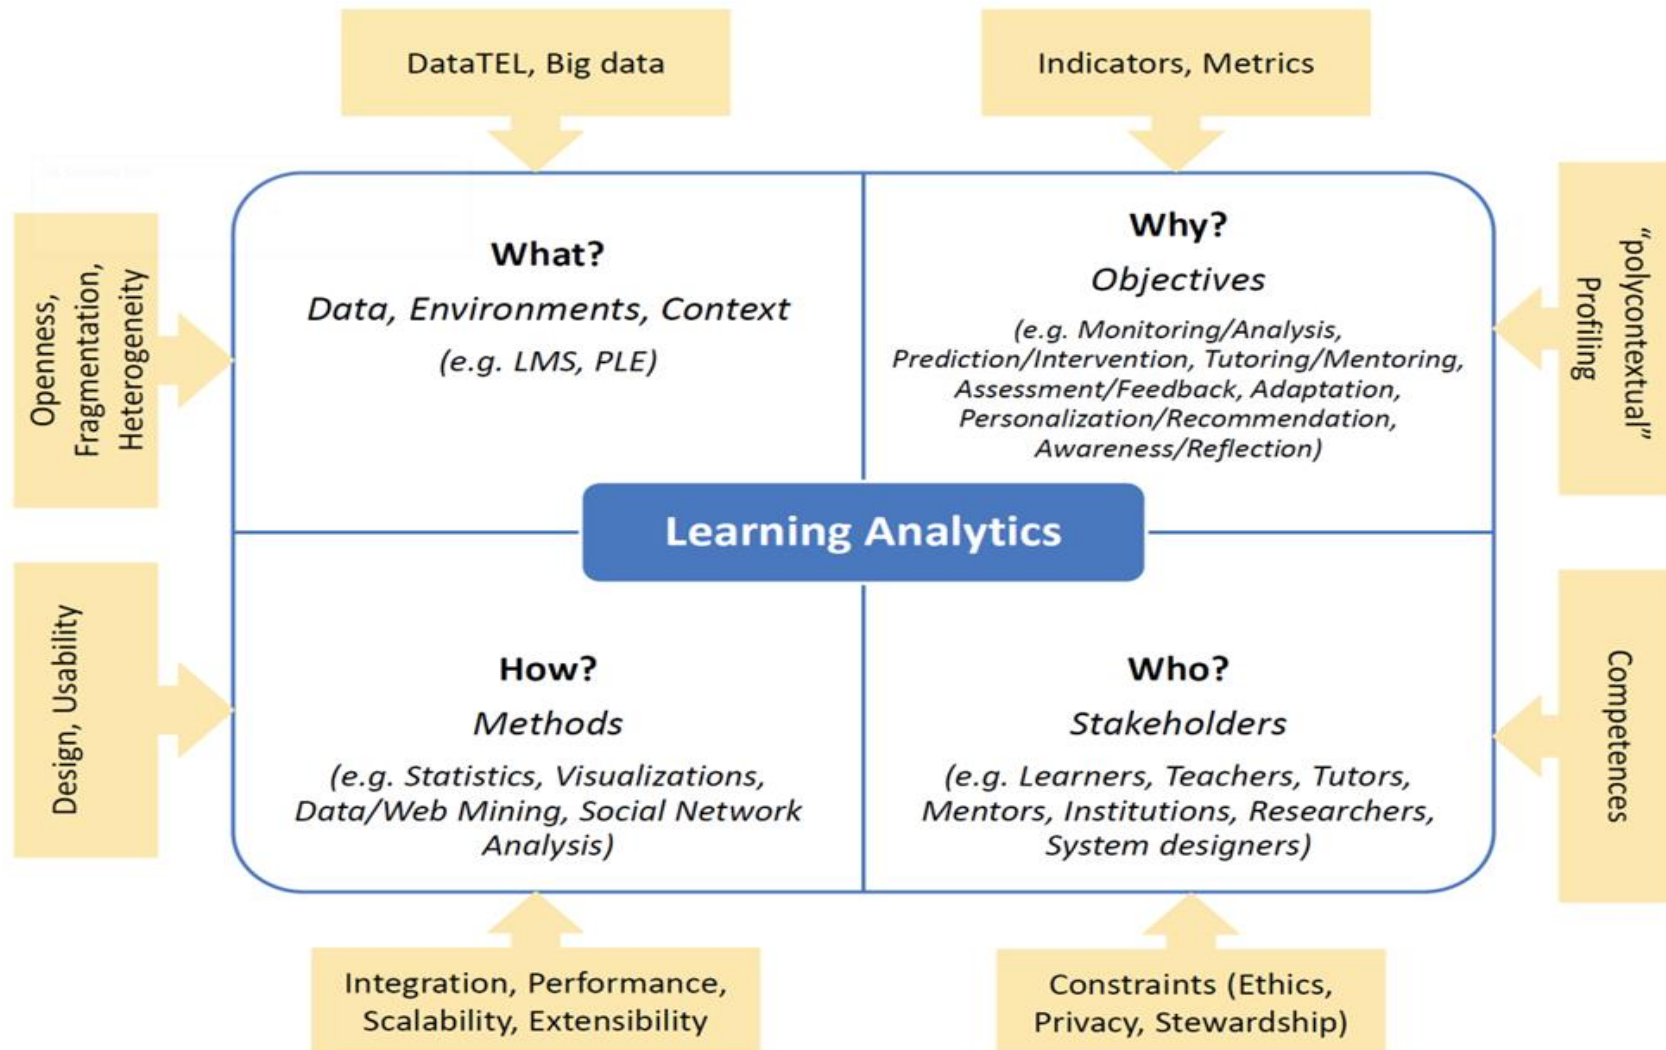 DataTEL, Big data
Indicators, Metrics
Openness,
Fragmentation,
Heterogeneity
What?
Data, Environments, Context
(e.g. LMS, PLE)
Why?
Objectives
(e.g. Monitoring/Analysis,
Prediction/Intervention, Tutoring/Mentoring,
Assessment/Feedback, Adaptation,
Personalization/Recommendation,
Awareness/Reflection)
“polycontextual”
Profiling
Learning Analytics
Design, Usability
How?
Methods
(e.g. Statistics, Visualizations,
Data/Web Mining, Social Network
Analysis)
Who?
Stakeholders
(e.g. Learners, Teachers, Tutors,
Mentors, Institutions, Researchers,
System designers)
Competences
Integration, Performance,
Scalability, Extensibility
Constraints (Ethics,
Privacy, Stewardship)